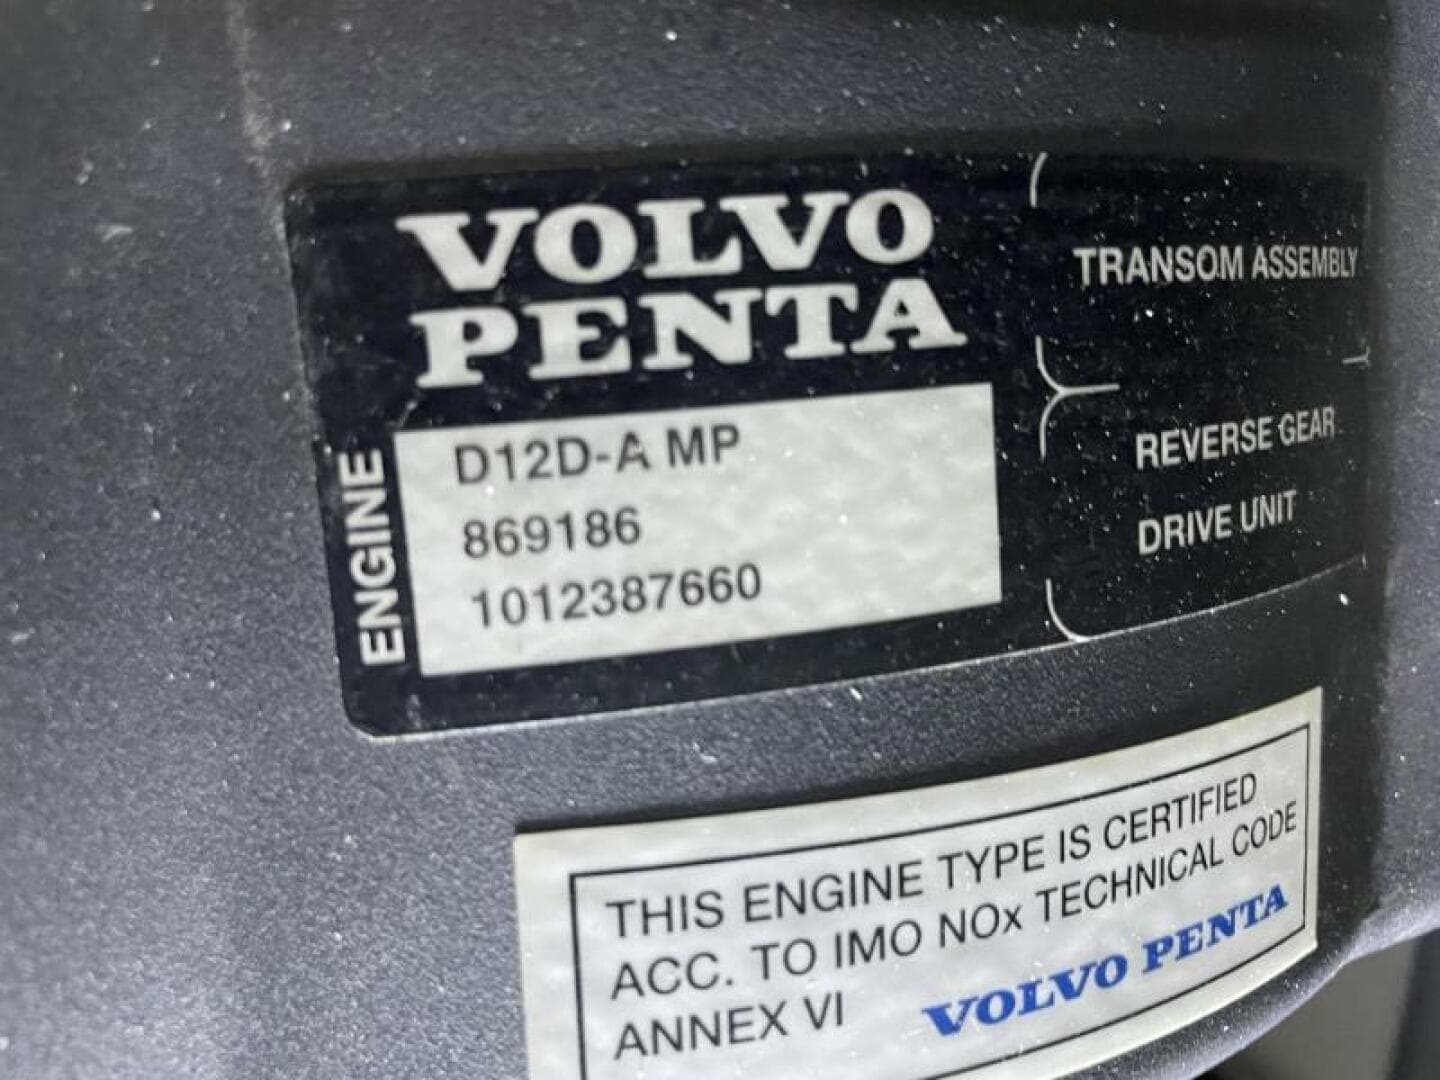 VOLVO
PENTA
ENGINE
D12D-A MP
869186
1012387660
TRANSOM ASSEMBLY
REVERSE GEAR
DRIVE UNIT
THIS ENGINE TYPE IS CERTIFIED
ACC. TO IMO NOx TECHNICAL CODE
ANNEX VI
VOLVO PENTA